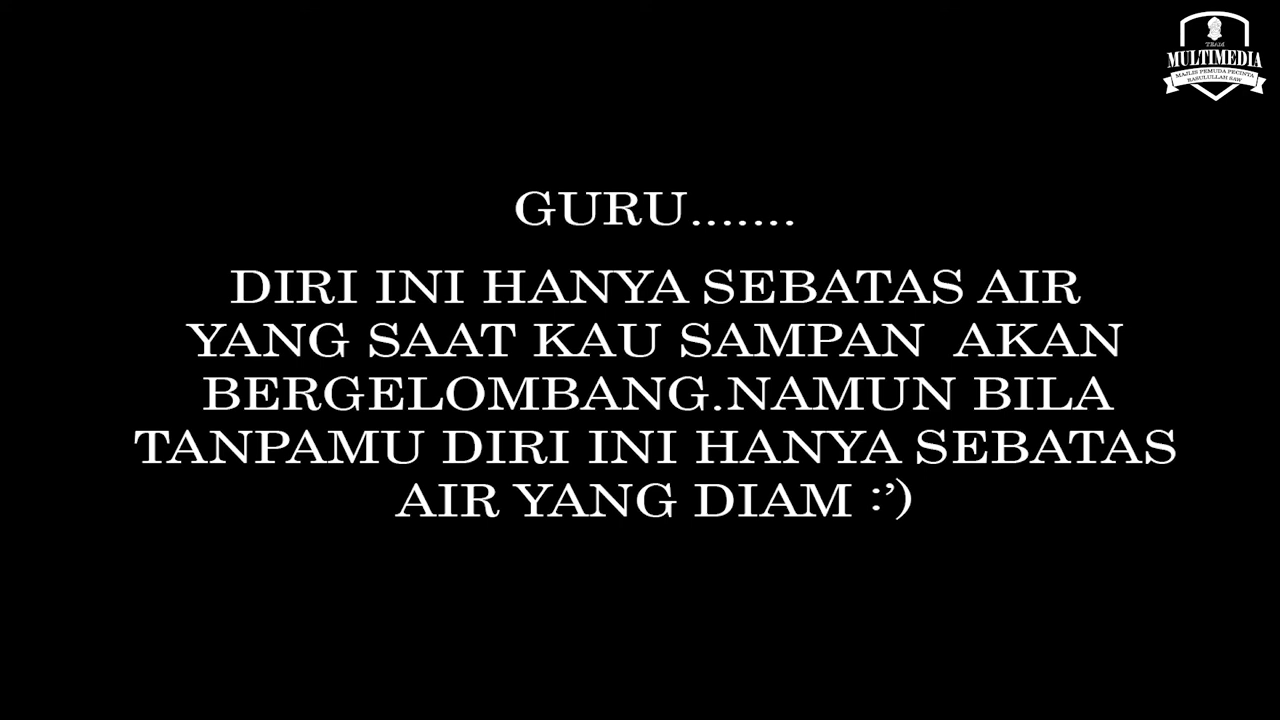 TEAM
MULTIMEDIA
MAJLIS PEMUDA PECINTA
RASULULLAH SAW
GURU.......
DIRI INI HANYA SEBATAS AIR
YANG SAAT KAU SAMPAN AKAN
BERGELOMBANG.NAMUN BILA
TANPAMU DIRI INI HANYA SEBATAS
AIR YANG DIAM :')